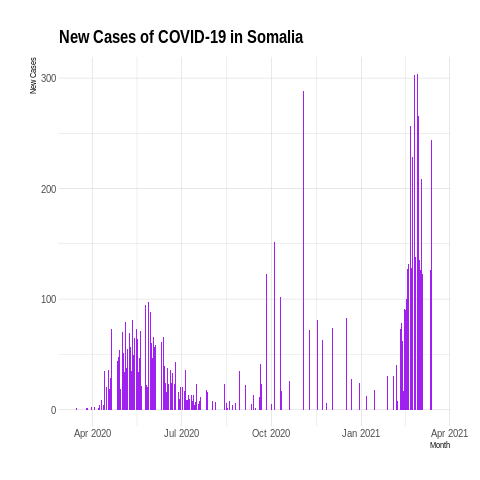 New Cases of COVID-19 in Somalia
New Cases
300
200
100
0
Apr 2020 Jul 2020 Oct 2020 Jan 2021 Apr 2021
Month